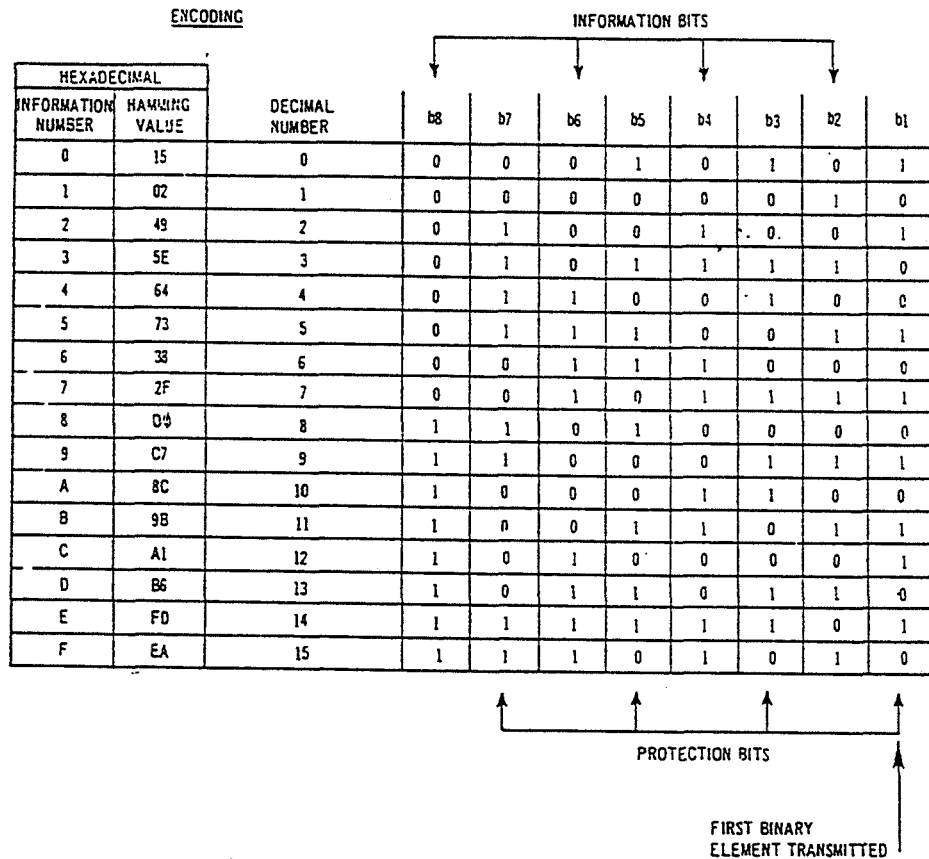 ENCODING
INFORMATION BITS
HEXADECIMAL
INFORMATION NUMBER HAMMING VALUE DECIMAL NUMBER b8 b7 b6 b5 b4 b3 b2 b1
0 15 0 0 0 0 1 0 1 0 1
1 02 1 0 0 0 0 0 0 1 0
2 49 2 0 1 0 0 1 0 0 1
3 5E 3 0 1 0 1 1 1 1 0
4 64 4 0 1 1 0 0 1 0 0
5 73 5 0 1 1 1 0 0 1 1
6 38 6 0 0 1 1 1 0 0 0
7 2F 7 0 0 1 0 1 1 1 1
8 D0 8 1 1 0 1 0 0 0 0
9 C7 9 1 1 0 0 0 1 1 1
A 8C 10 1 0 0 0 1 1 0 0
B 9B 11 1 0 0 1 1 0 1 1
C A1 12 1 0 1 0 0 0 0 1
D B6 13 1 0 1 1 0 1 1 0
E FD 14 1 1 1 1 1 1 0 1
F EA 15 1 1 1 0 1 0 1 0
PROTECTION BITS
FIRST BINARY
ELEMENT TRANSMITTED